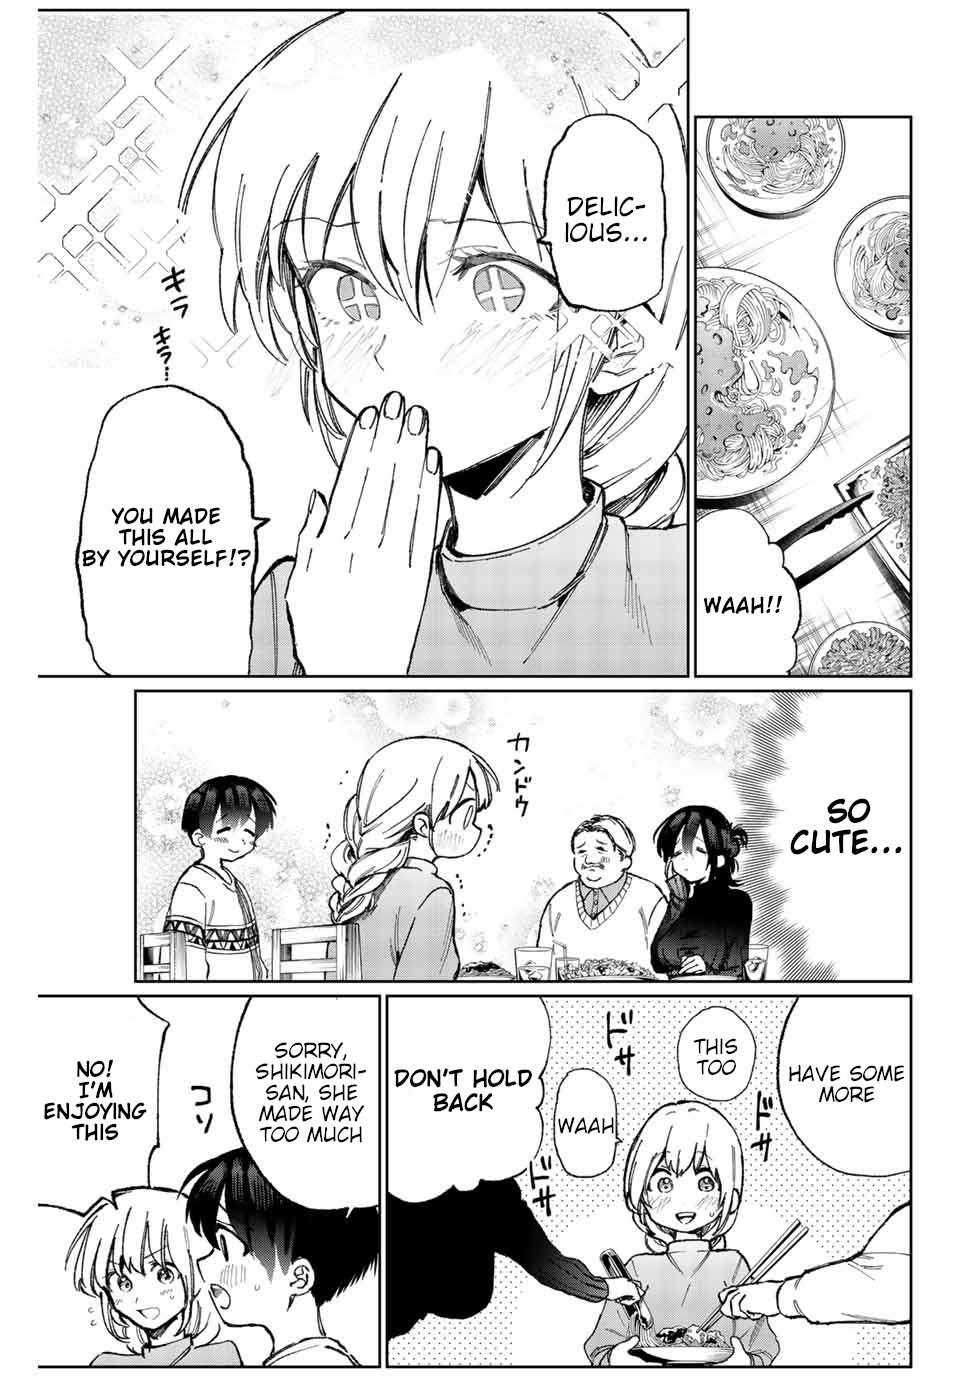 WAAH!!
DELIC-
IOUS...
キラ
キラ...
YOU MADE
THIS ALL
BY YOURSELF!?
SO
CUTE...
カンドウ
HAVE SOME
MORE
THIS
TOO
ドサ
WAAH
ドサ
DON'T HOLD
BACK
SORRY,
SHIKIMORI-
SAN, SHE
MADE WAY
TOO MUCH
コソ
NO!
I'M
ENJOYING
THIS